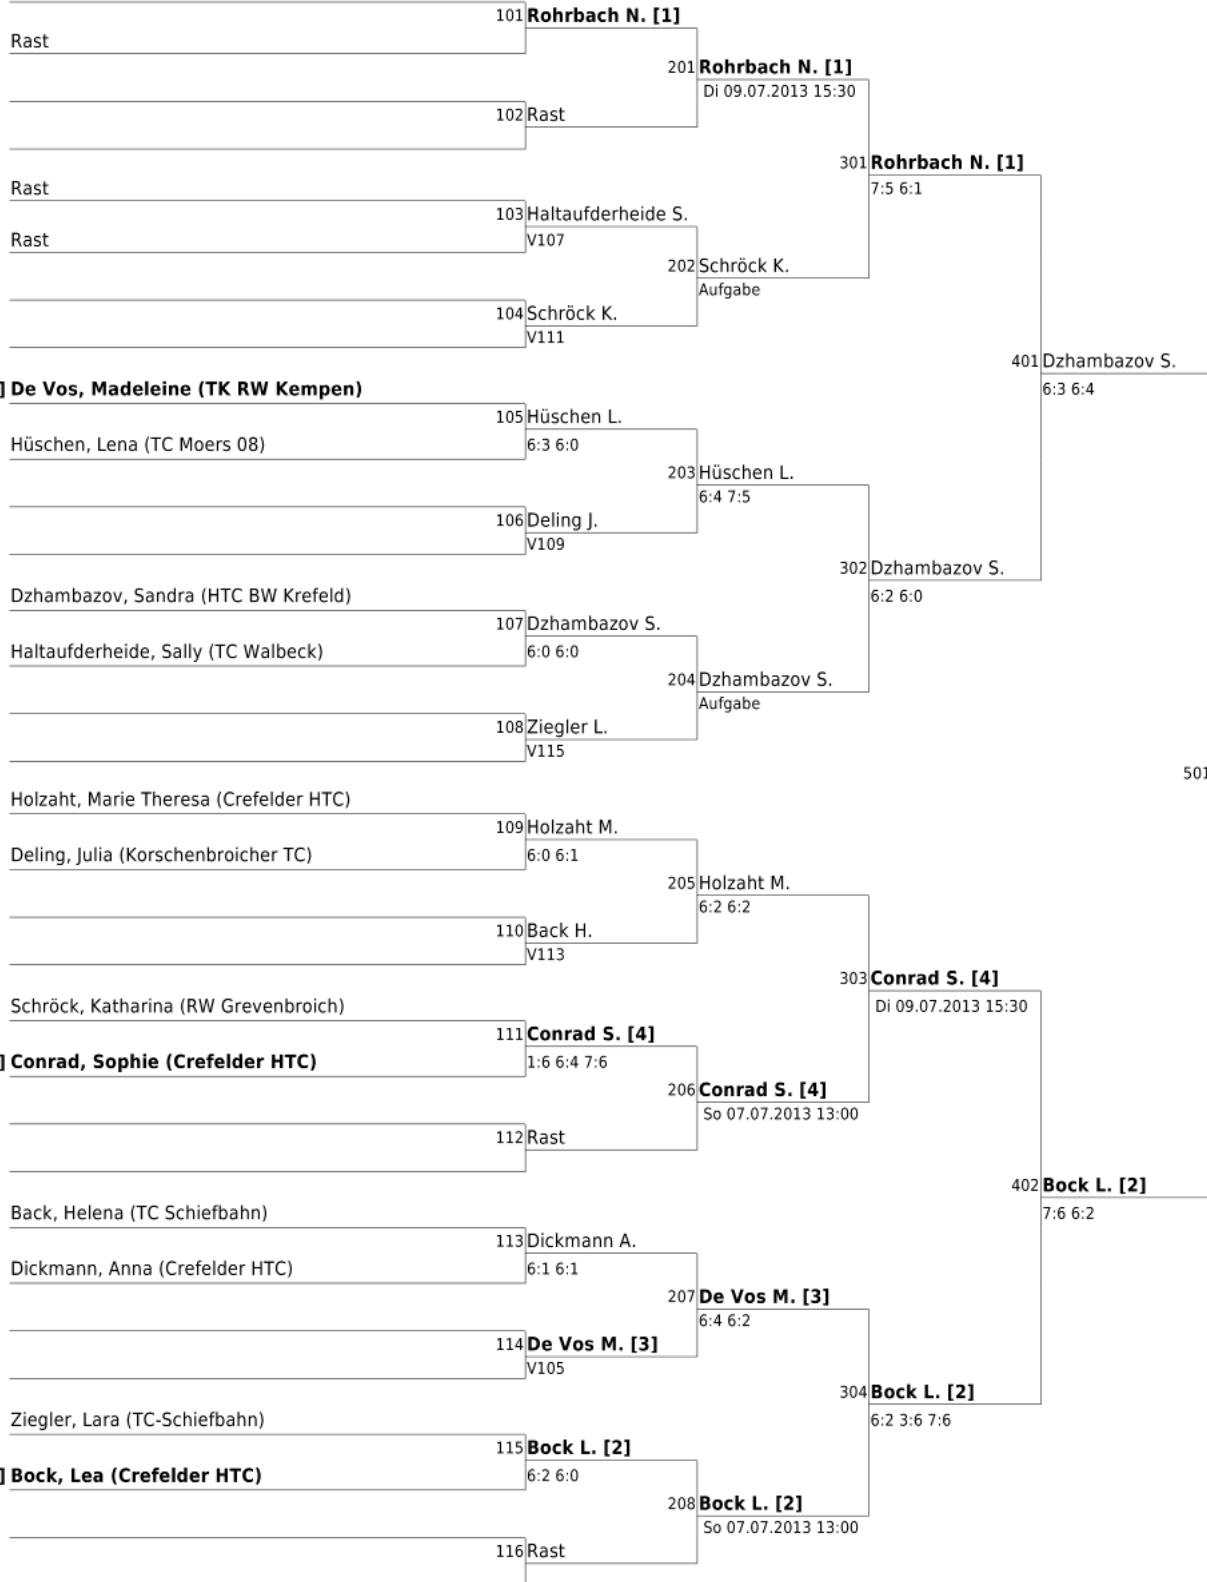 101 Rohrbach N. [1]
Rast
201 Rohrbach N. [1]
Di 09.07.2013 15:30
102 Rast
301 Rohrbach N. [1]
7:5 6:1
Rast
103 Haltaufderheide S.
Rast
V107
202 Schröck K.
Aufgabe
104 Schröck K.
V111
401 Dzhambazov S.
6:3 6:4
] De Vos, Madeleine (TK RW Kempen)
105 Hüschen L.
Hüschen, Lena (TC Moers 08)
6:3 6:0
203 Hüschen L.
6:4 7:5
106 Deling J.
V109
302 Dzhambazov S.
6:2 6:0
Dzhambazov, Sandra (HTC BW Krefeld)
107 Dzhambazov S.
Haltaufderheide, Sally (TC Walbeck)
6:0 6:0
204 Dzhambazov S.
Aufgabe
108 Ziegler L.
V115
501
Holzaht, Marie Theresa (Crefelder HTC)
109 Holzaht M.
Deling, Julia (Korschenbroicher TC)
6:0 6:1
205 Holzaht M.
6:2 6:2
110 Back H.
V113
303 Conrad S. [4]
Di 09.07.2013 15:30
Schröck, Katharina (RW Grevenbroich)
111 Conrad S. [4]
] Conrad, Sophie (Crefelder HTC)
1:6 6:4 7:6
206 Conrad S. [4]
So 07.07.2013 13:00
112 Rast
402 Bock L. [2]
7:6 6:2
Back, Helena (TC Schiefbahn)
113 Dickmann A.
Dickmann, Anna (Crefelder HTC)
6:1 6:1
207 De Vos M. [3]
6:4 6:2
114 De Vos M. [3]
V105
304 Bock L. [2]
6:2 3:6 7:6
Ziegler, Lara (TC-Schiefbahn)
115 Bock L. [2]
] Bock, Lea (Crefelder HTC)
6:2 6:0
208 Bock L. [2]
So 07.07.2013 13:00
116 Rast